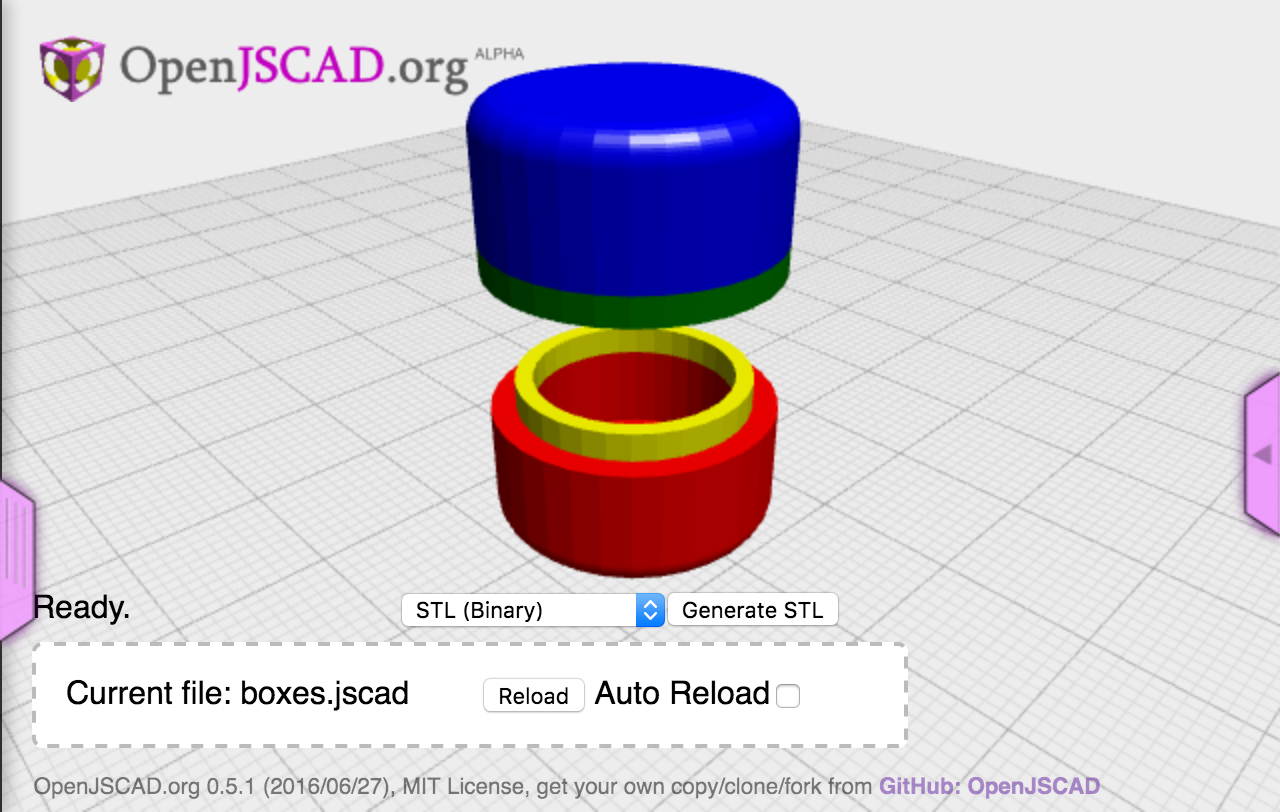 OpenJSCAD.org ALPHA
Ready.
STL (Binary)
Generate STL
Current file: boxes.jscad
Reload
Auto Reload
OpenJSCAD.org 0.5.1 (2016/06/27), MIT License, get your own copy/clone/fork from GitHub: OpenJSCAD